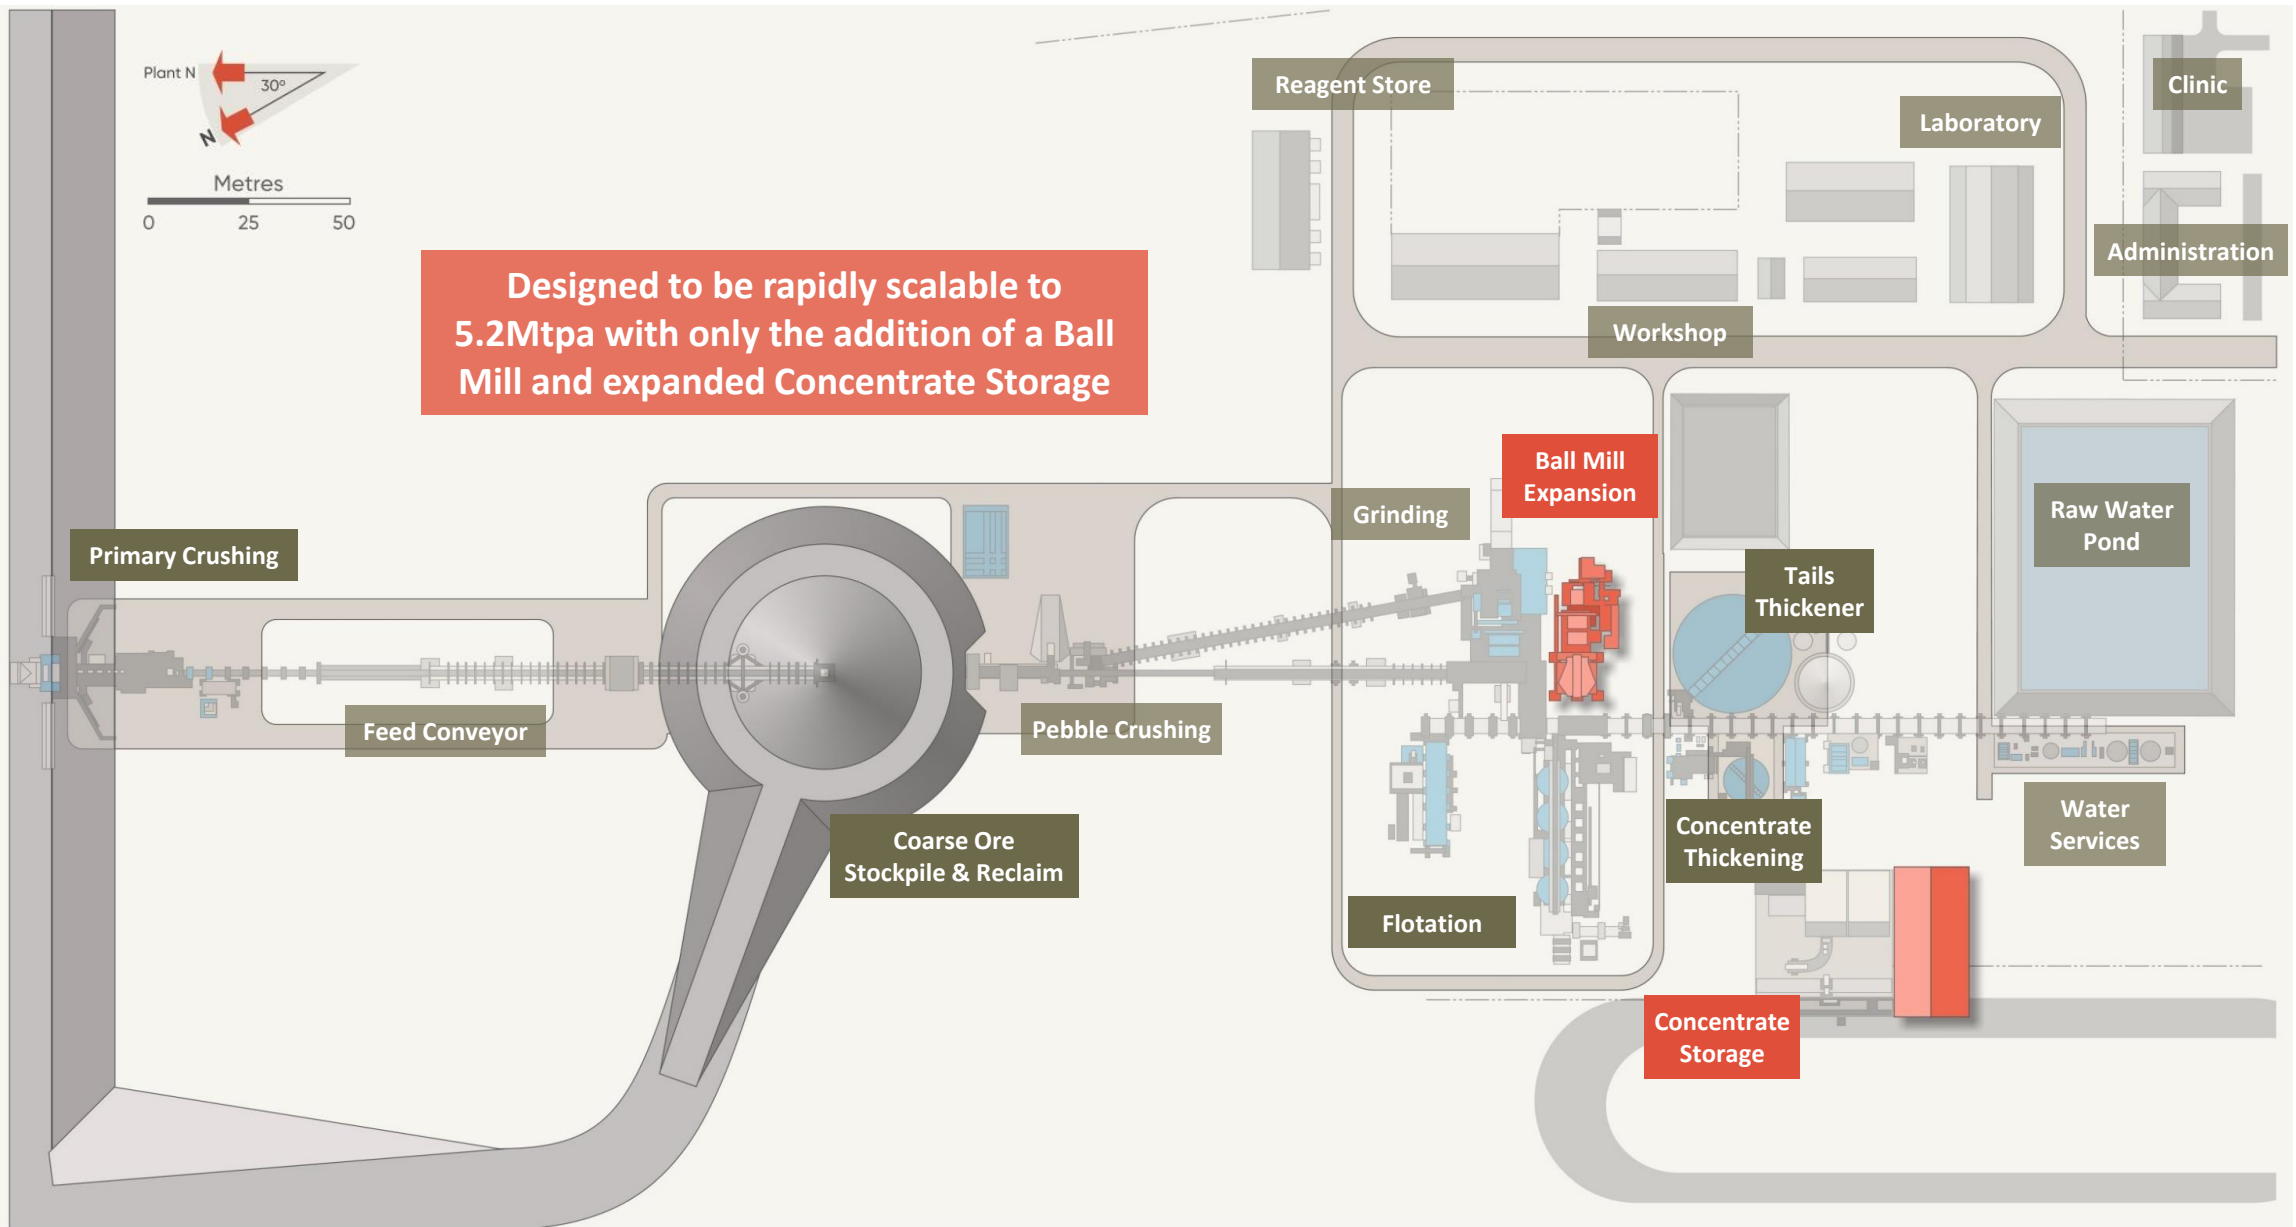 Plant N
30°
N
Metres
0 25 50
Designed to be rapidly scalable to
5.2Mtpa with only the addition of a Ball
Mill and expanded Concentrate Storage
Reagent Store
Laboratory
Clinic
Administration
Workshop
Primary Crushing
Feed Conveyor
Coarse Ore
Stockpile & Reclaim
Pebble Crushing
Grinding
Ball Mill
Expansion
Tails
Thickener
Raw Water
Pond
Flotation
Concentrate
Thickening
Water
Services
Concentrate
Storage